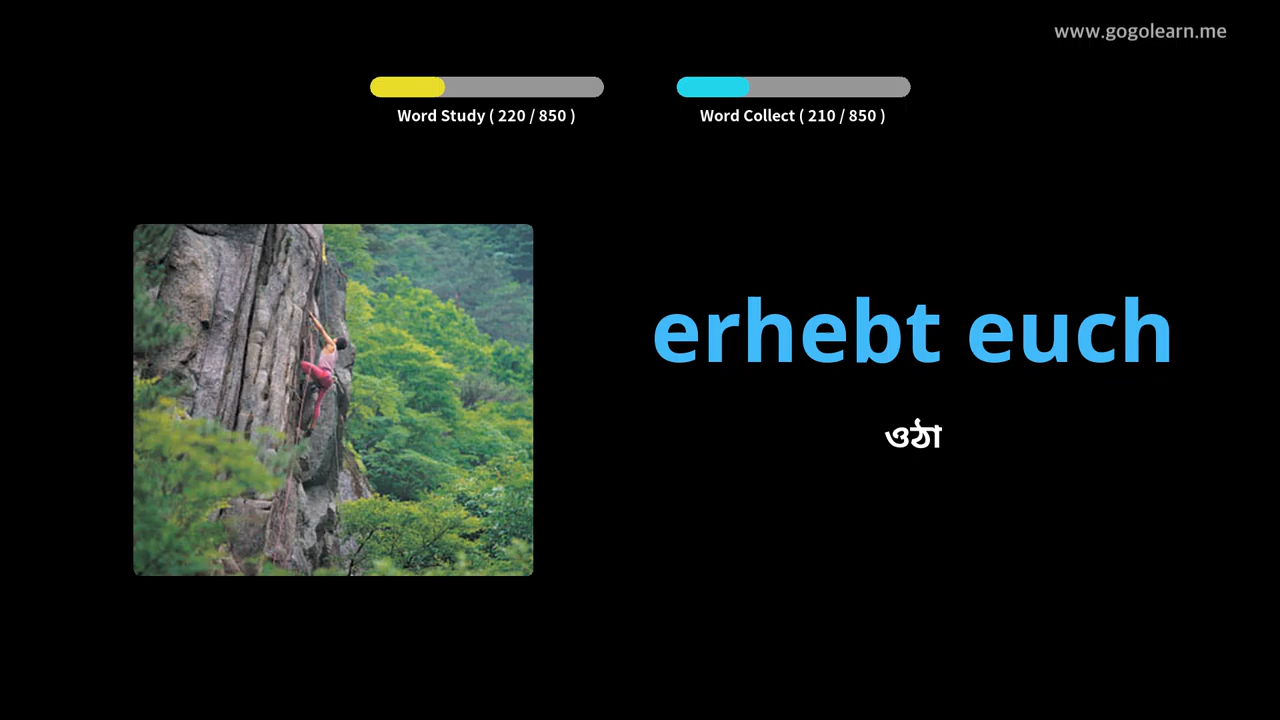 www.gogolearn.me
Word Study ( 220 / 850 )
Word Collect ( 210 / 850 )
erhebt euch
ওঠা